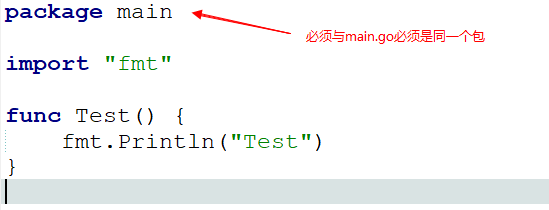 package main
必须与main.go必须是同一个包
import "fmt"
func Test() {
fmt.Println("Test")
}